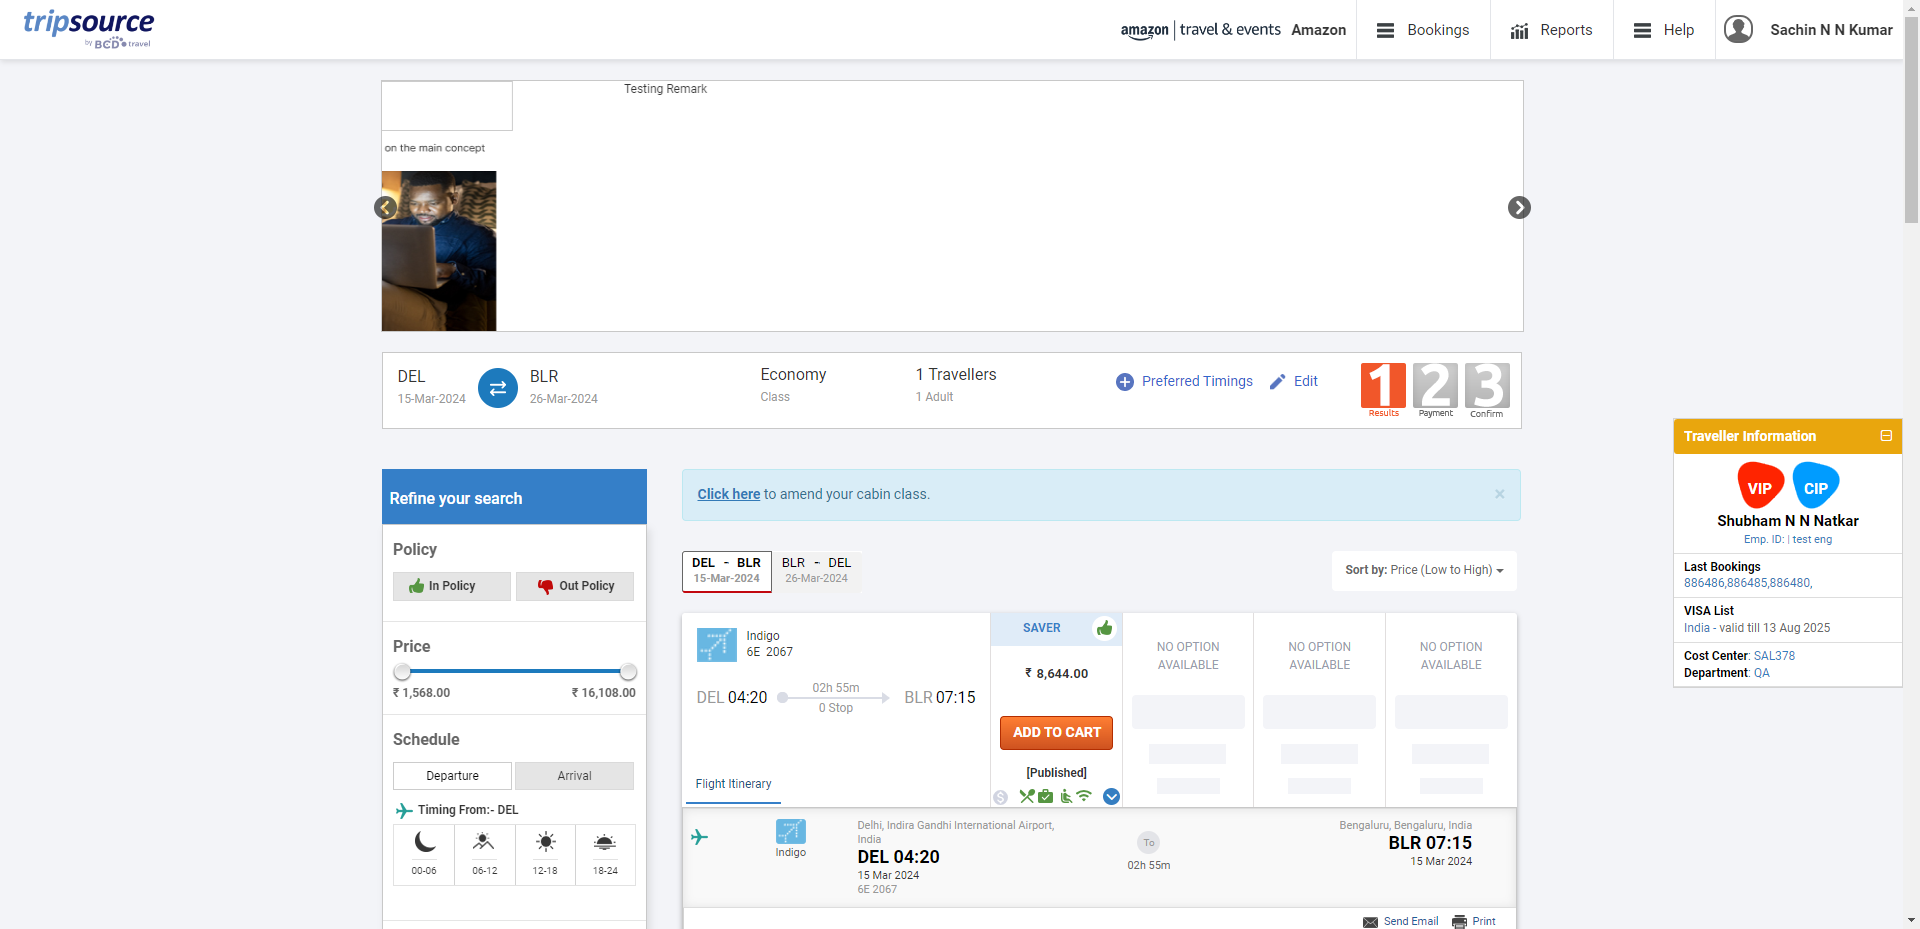 tripsource
by BCD travel
amazon | travel & events Amazon
Bookings
Reports
Help
Sachin N N Kumar
Testing Remark
on the main concept
DEL
15-Mar-2024
BLR
26-Mar-2024
Economy
Class
1 Travellers
1 Adult
Preferred Timings
Edit
1
Results
2
Payment
3
Confirm
Traveller Information
VIP
CIP
Shubham N N Natkar
Emp. ID: | test eng
Last Bookings
886486,886485,886480,
VISA List
India - valid till 13 Aug 2025
Cost Center: SAL378
Department: QA
Refine your search
Policy
In Policy
Out Policy
Price
₹ 1,568.00
₹ 16,108.00
Schedule
Departure
Arrival
Timing From:- DEL
00-06
06-12
12-18
18-24
Click here to amend your cabin class.
×
DEL - BLR
15-Mar-2024
BLR - DEL
26-Mar-2024
Sort by: Price (Low to High)
Indigo
6E 2067
DEL 04:20
02h 55m
0 Stop
BLR 07:15
Flight Itinerary
SAVER
₹ 8,644.00
ADD TO CART
[Published]
NO OPTION
AVAILABLE
NO OPTION
AVAILABLE
NO OPTION
AVAILABLE
Indigo
Delhi, Indira Gandhi International Airport,
India
DEL 04:20
15 Mar 2024
6E 2067
To
02h 55m
Bengaluru, Bengaluru, India
BLR 07:15
15 Mar 2024
Send Email
Print